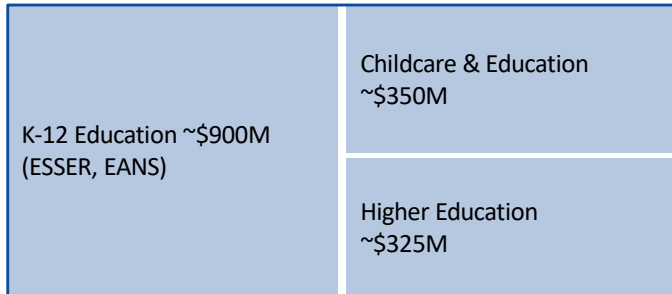 K-12 Education ~$900M
(ESSER, EANS)
Childcare & Education
~$350M
Higher Education
~$325M